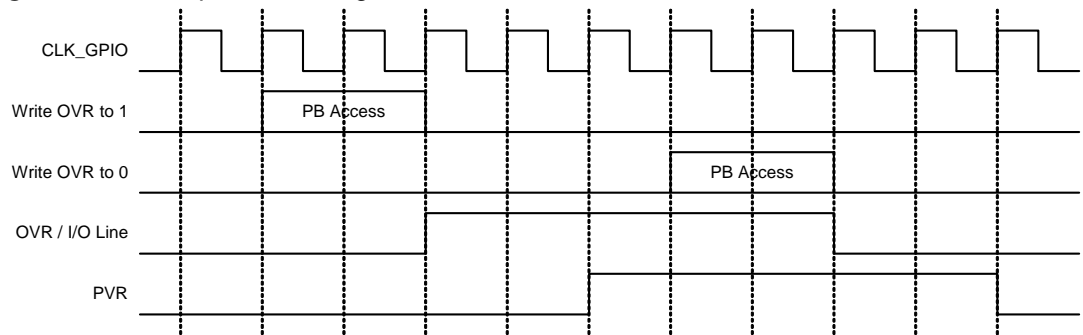 CLK_GPIO
Write OVR to 1
PB Access
Write OVR to 0
PB Access
OVR / I/O Line
PVR